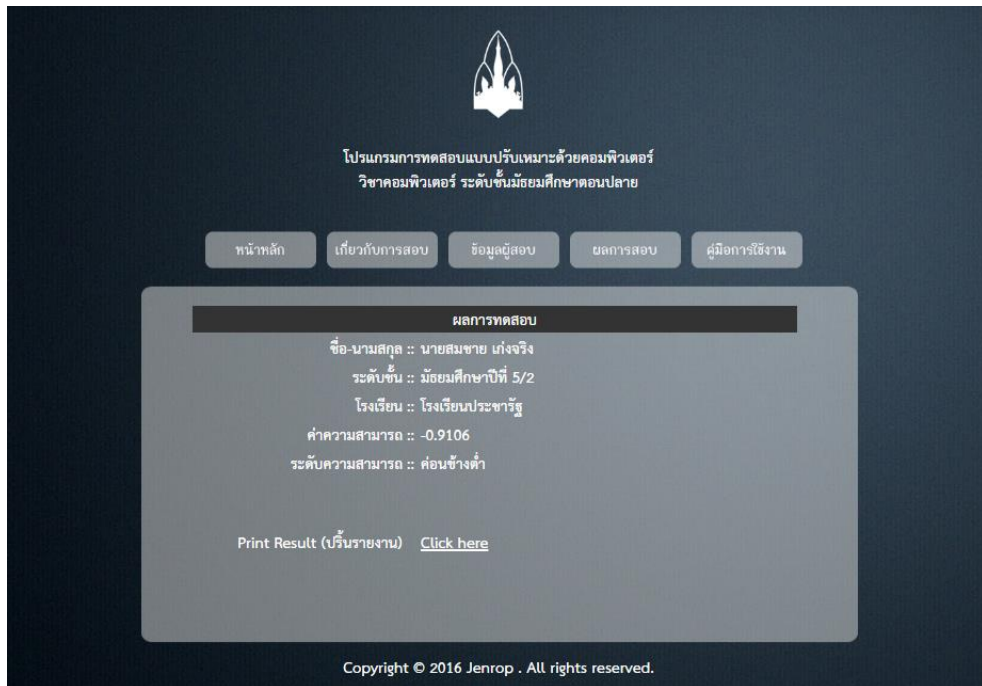 โปรแกรมการทดสอบแบบปรับเหมาะด้วยคอมพิวเตอร์
วิชาคอมพิวเตอร์ ระดับชั้นมัธยมศึกษาตอนปลาย
หน้าหลัก เกี่ยวกับการสอบ ข้อมูลผู้สอบ ผลการสอบ คู่มือการใช้งาน
ผลการทดสอบ
ชื่อ-นามสกุล :: นายสมชาย เก่งจริง
ระดับชั้น :: มัธยมศึกษาปีที่ 5/2
โรงเรียน :: โรงเรียนประชารัฐ
ค่าความสามารถ :: -0.9106
ระดับความสามารถ :: ค่อนข้างต่ำ
Print Result (ปริ้นรายงาน) Click here
Copyright © 2016 Jenrop . All rights reserved.